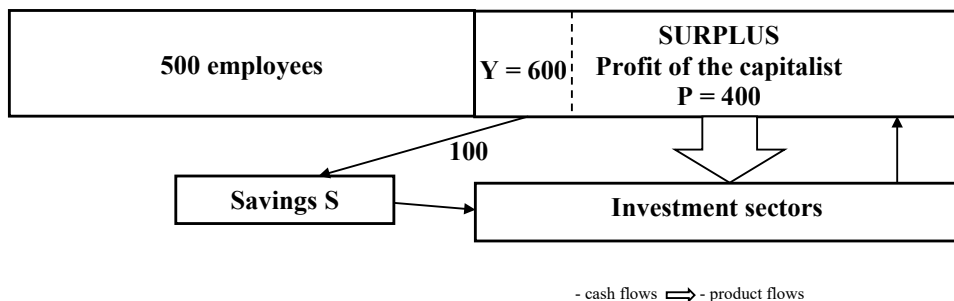 500 employees
Y = 600
SURPLUS
Profit of the capitalist
P = 400
100
Savings S
Investment sectors
- cash flows - product flows